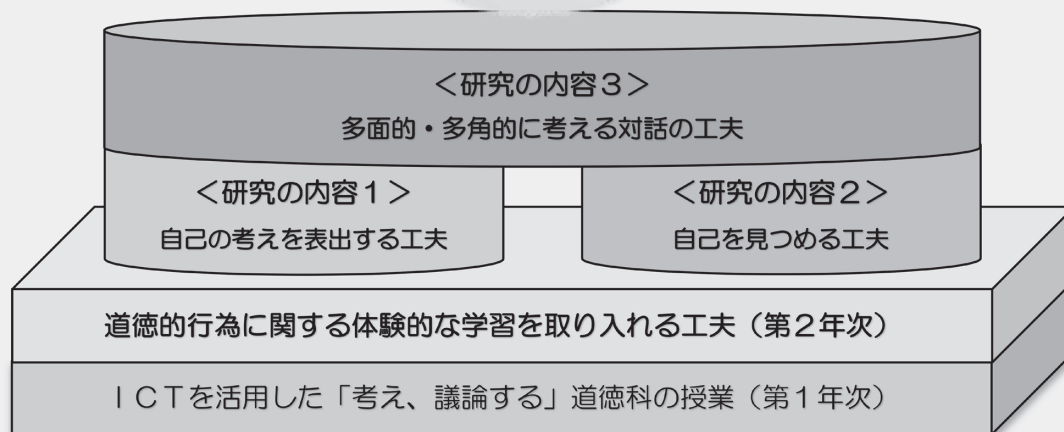 ＜研究の内容３＞
多面的・多角的に考える対話の工夫
＜研究の内容１＞
自己の考えを表出する工夫
＜研究の内容２＞
自己を見つめる工夫
道徳的行為に関する体験的な学習を取り入れる工夫（第２年次）
ＩＣＴを活用した「考え、議論する」道徳科の授業（第１年次）